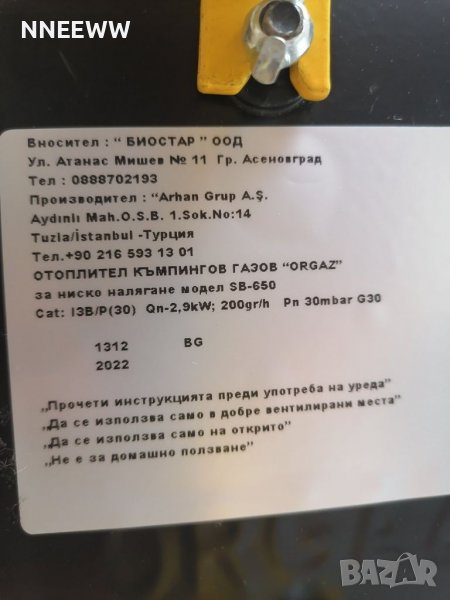 NNEEWW
Вносител : “ БИОСТАР ” ООД
Ул. Атанас Мишев № 11 Гр. Асеновград
Тел : 0888702193
Производител : “Arhan Grup A.Ş.
Aydınlı Mah.O.S.B. 1.Sok.No:14
Tuzla/İstanbul -Турция
Тел.+90 216 593 13 01
ОТОПЛИТЕЛ КЪМПИНГОВ ГАЗОВ “ORGAZ”
за ниско налягане модел SB-650
Cat: I3B/P(30) Qn-2,9kW; 200gr/h Pn 30mbar G30
1312 BG
2022
„Прочети инструкцията преди употреба на уреда”
„Да се използва само в добре вентилирани места”
„Да се използва само на открито”
„Не е за домашно ползване”
BAZAR